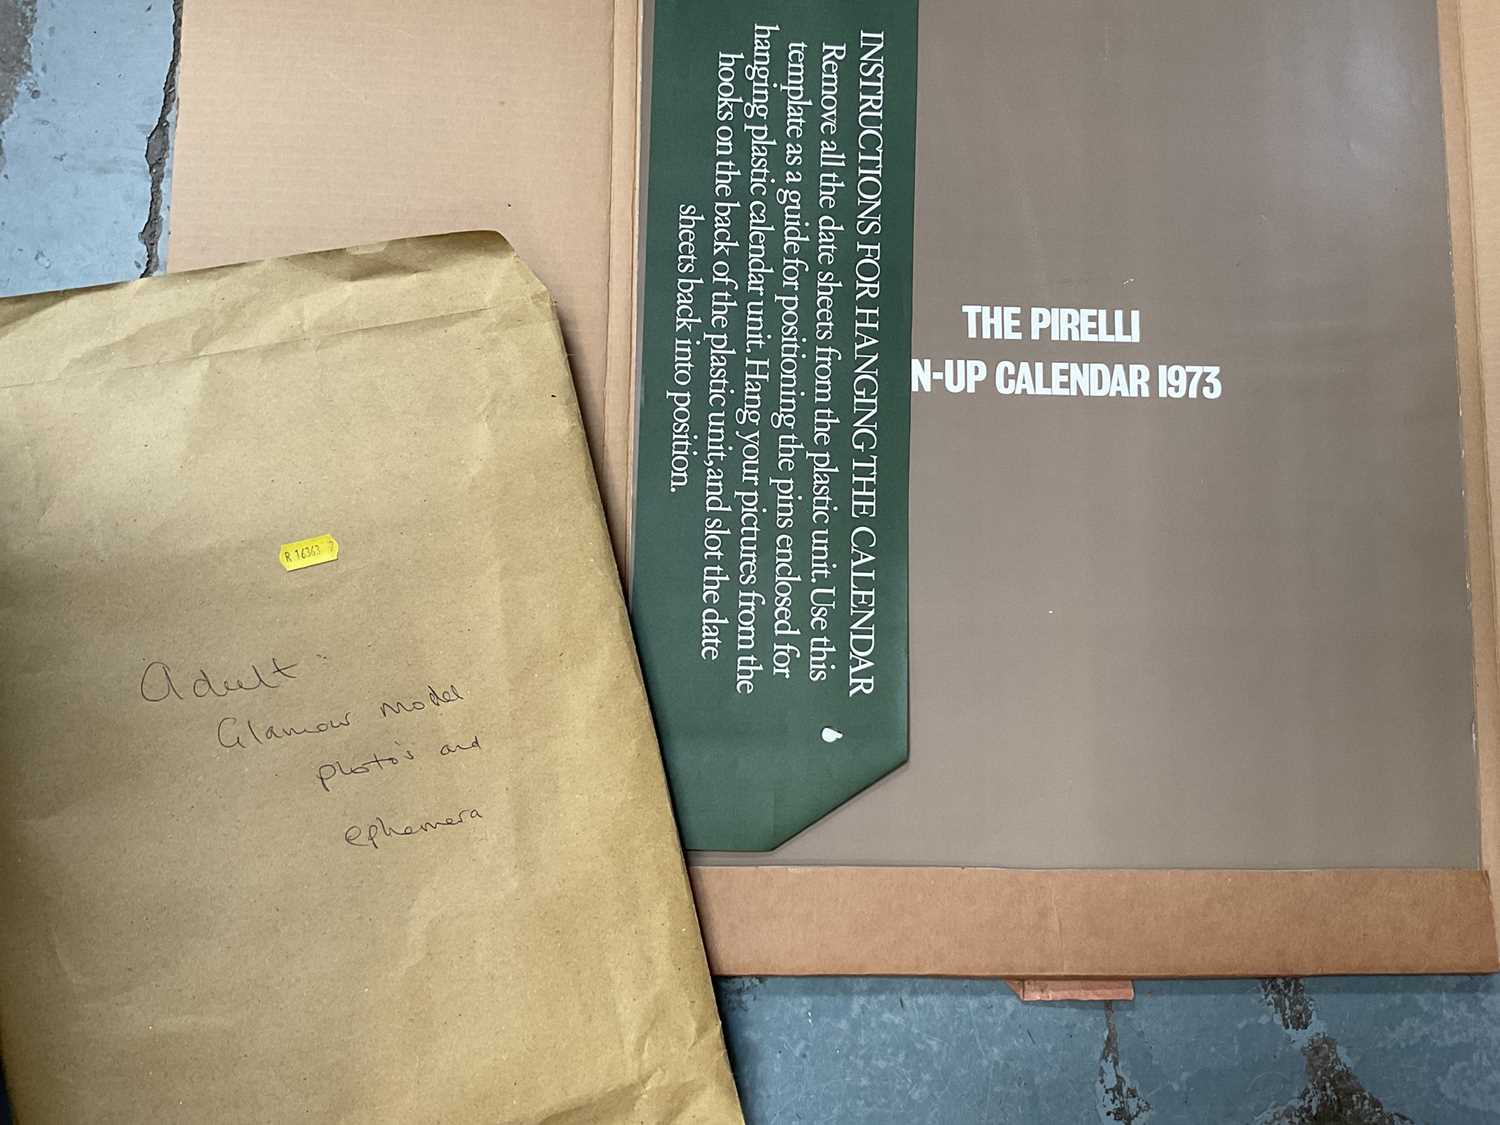 INSTRUCTIONS FOR HANGING THE CALENDAR
Remove all the date sheets from the plastic unit. Use this
template as a guide for positioning the pins enclosed for
hanging plastic calendar unit. Hang your pictures from the
hooks on the back of the plastic unit, and slot the date
sheets back into position.
THE PIRELLI
N-UP CALENDAR 1973
R 16363
Adult:
Glamour model
photo's and
ephemera